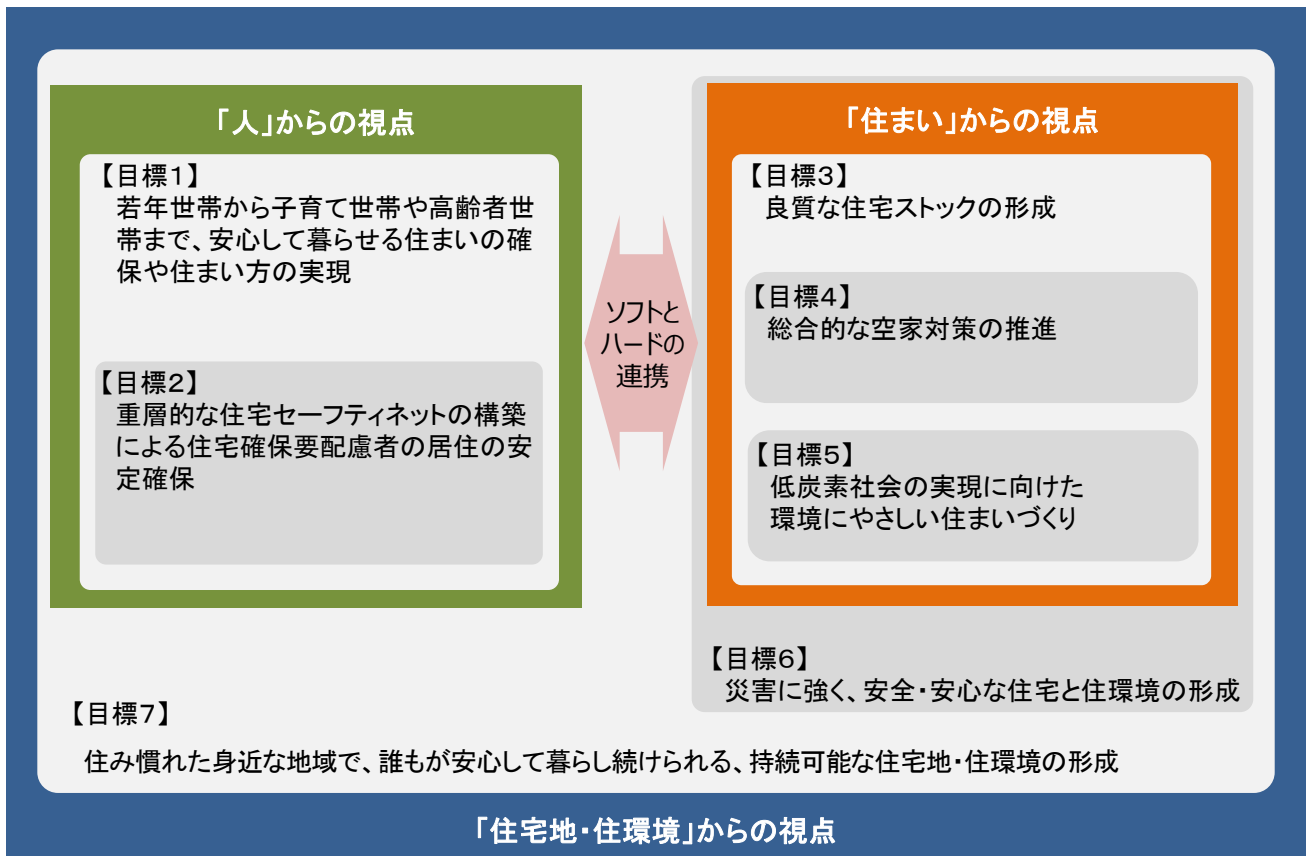 「人」からの視点
【目標1】
若年世帯から子育て世帯や高齢者世
帯まで、安心して暮らせる住まいの確
保や住まい方の実現
【目標2】
重層的な住宅セーフティネットの構築
による住宅確保要配慮者の居住の安
定確保
ソフトと
ハードの
連携
「住まい」からの視点
【目標3】
良質な住宅ストックの形成
【目標4】
総合的な空家対策の推進
【目標5】
低炭素社会の実現に向けた
環境にやさしい住まいづくり
【目標6】
災害に強く、安全・安心な住宅と住環境の形成
【目標7】
住み慣れた身近な地域で、誰もが安心して暮らし続けられる、持続可能な住宅地・住環境の形成
「住宅地・住環境」からの視点